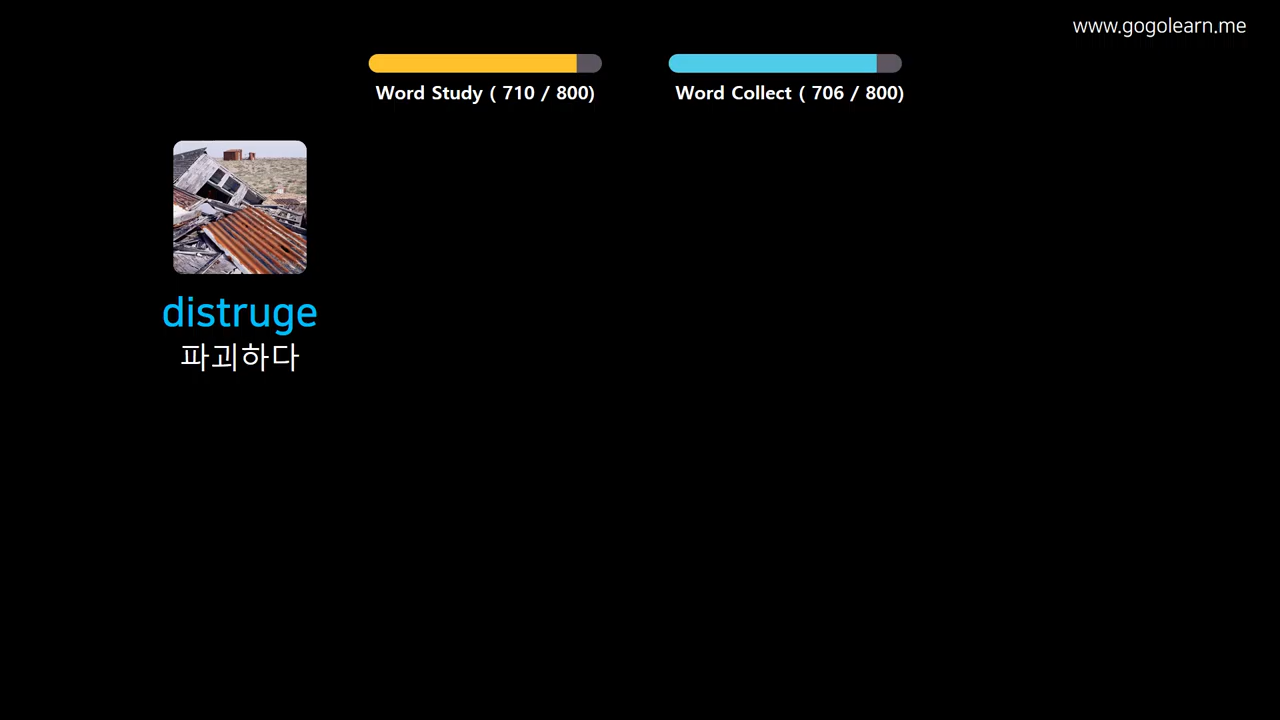 www.gogolearn.me
Word Study ( 710 / 800)
Word Collect ( 706 / 800)
distruge
파괴하다